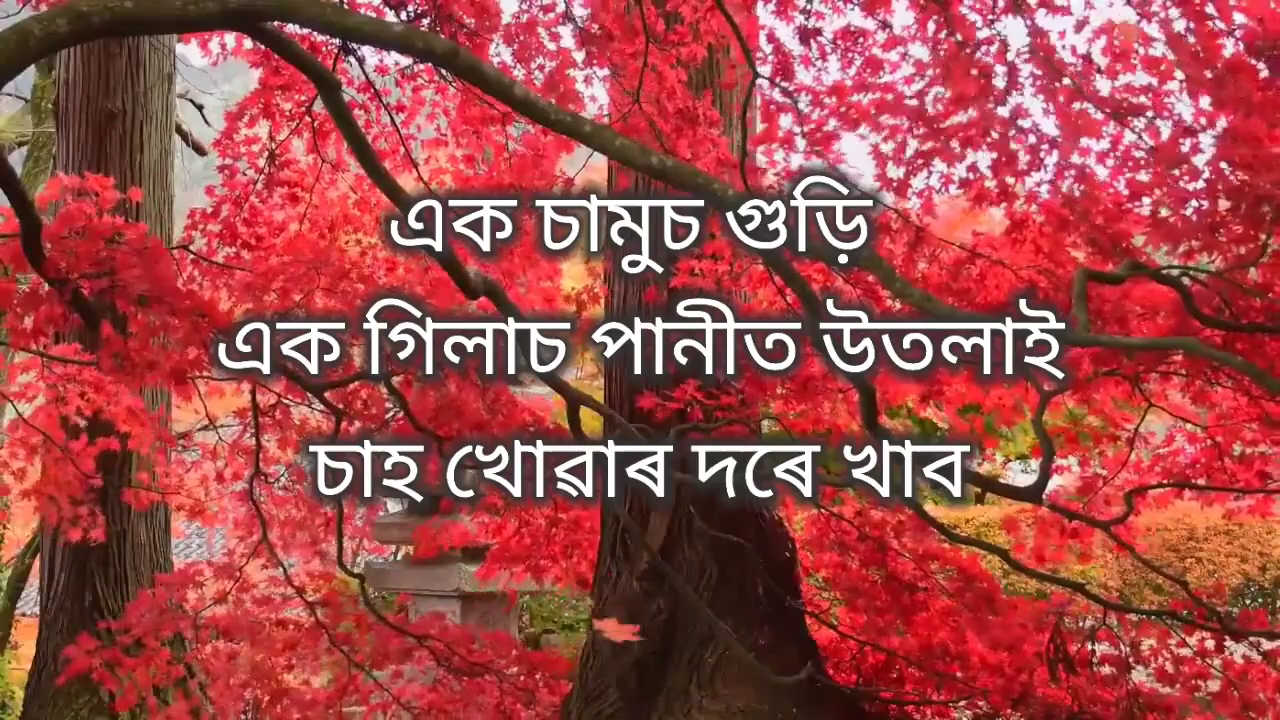 এক চামুচ গুড়ি
এক গিলাচ পানীত উতলাই
চাহ খোৱাৰ দৰে খাব